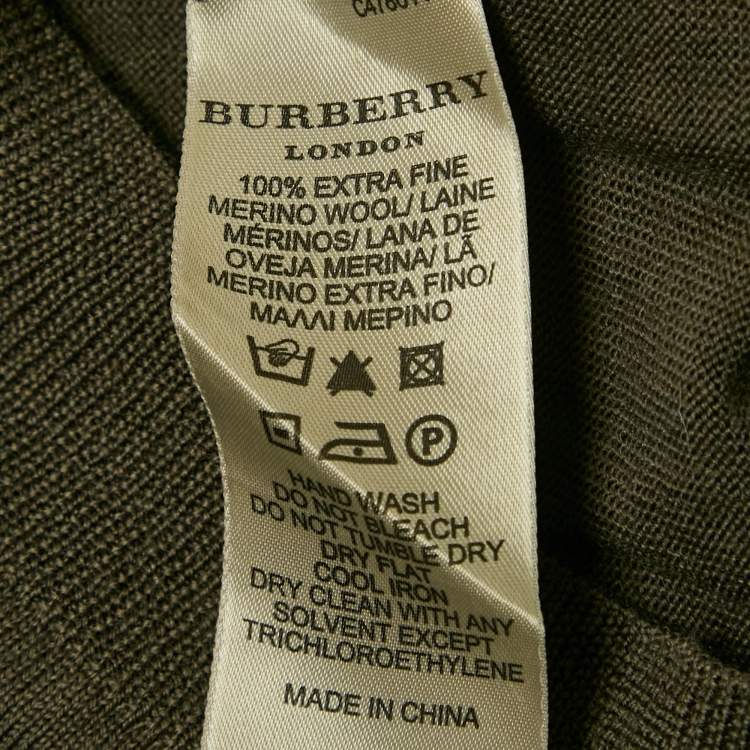 BURBERRY
LONDON
100% EXTRA FINE
MERINO WOOL/ LAINE
MÉRINOS/ LANA DE
OVEJA MERINA/ LÃ
MERINO EXTRA FINO/
ΜΑΛΛΙ ΜΕΡΙΝΟ
P
HAND WASH
DO NOT BLEACH
DO NOT TUMBLE DRY
DRY FLAT
COOL IRON
DRY CLEAN WITH ANY
SOLVENT EXCEPT
TRICHLOROETHYLENE
MADE IN CHINA